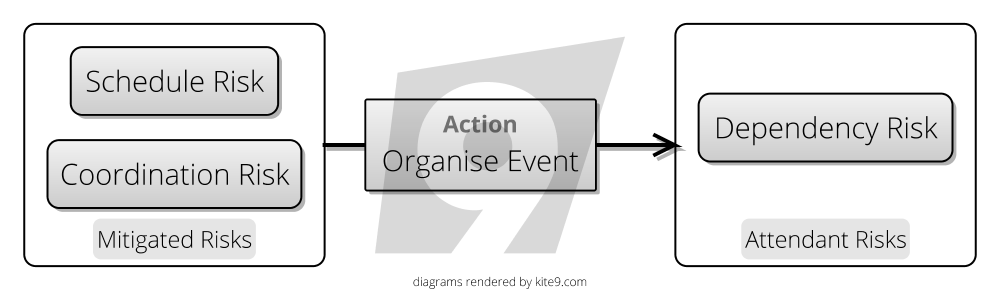 Schedule Risk
Coordination Risk
Mitigated Risks
Action
Organise Event
Dependency Risk
Attendant Risks
diagrams rendered by kite9.com